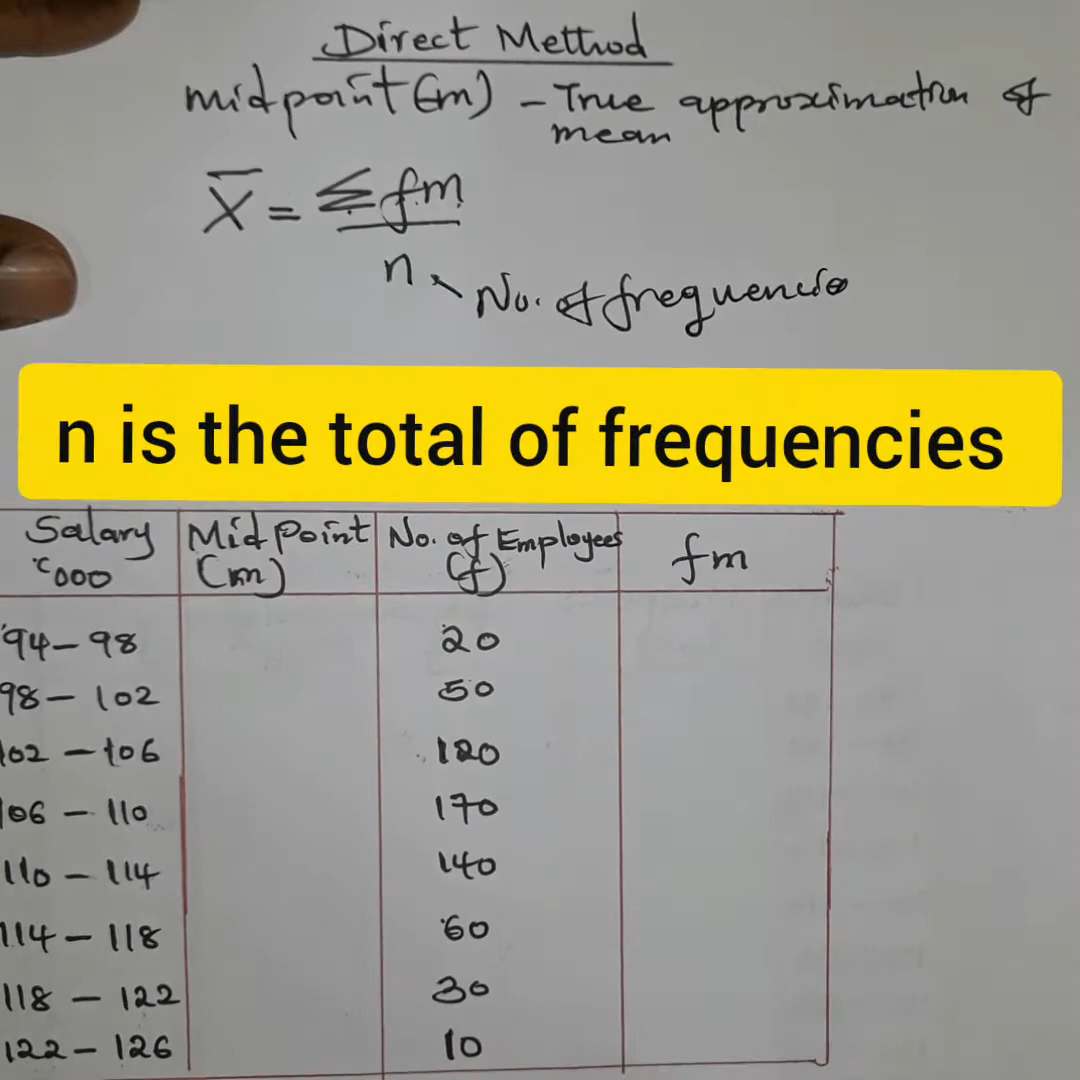 Direct Method
midpoint (m) – True approximation of
mean
X̄ = Σfm
n No. of frequencies
n is the total of frequencies
Salary Midpoint No. of Employees fm
‘000 (m) (f)
94 – 98 20
98 – 102 50
102 – 106 120
106 – 110 170
110 – 114 140
114 – 118 60
118 – 122 30
122 – 126 10